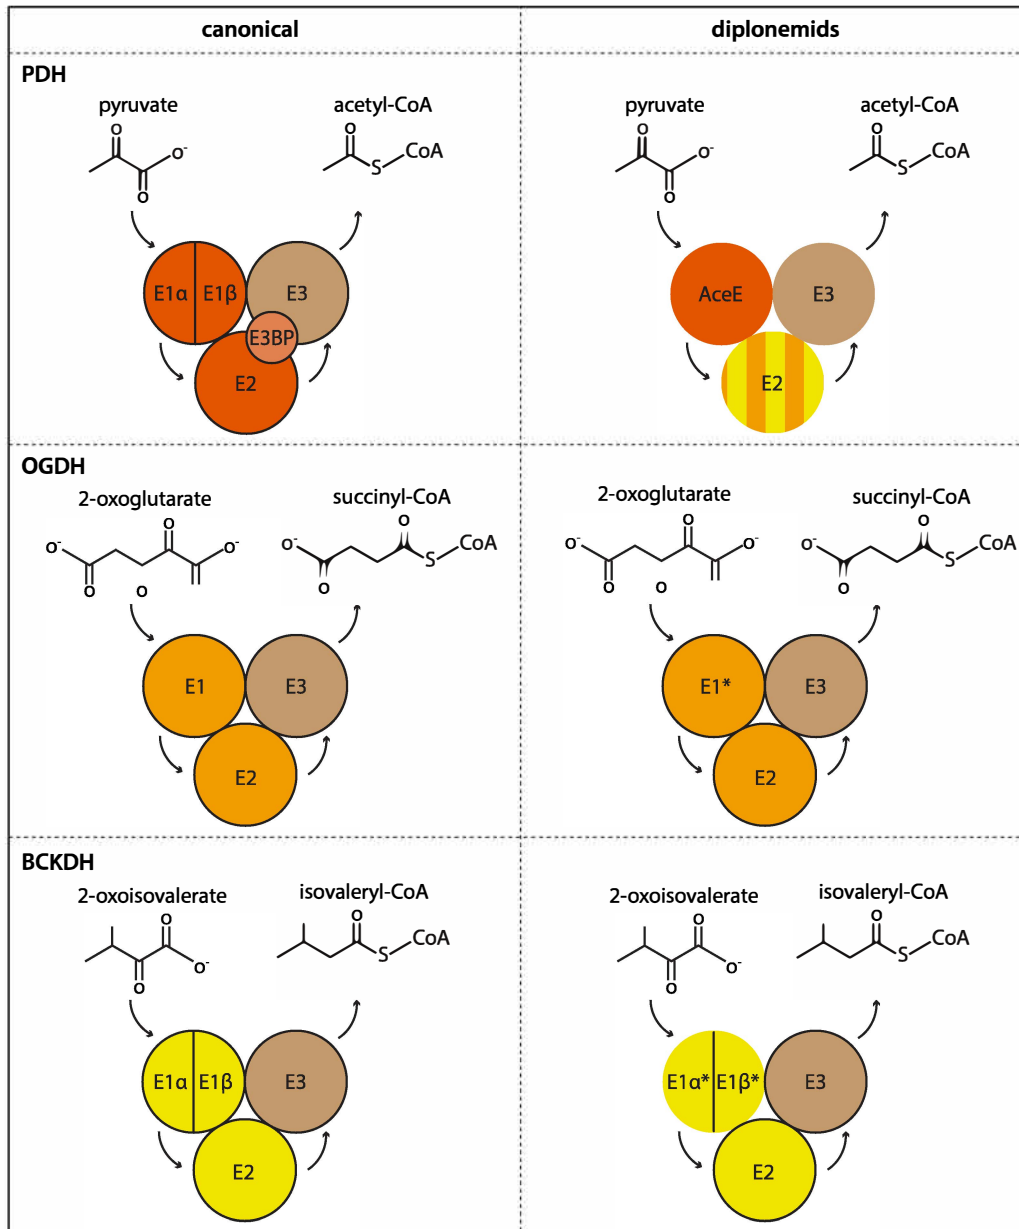 canonical
diplonemids
PDH
pyruvate
acetyl-CoA
O
O⁻
O
O
S
CoA
E1α
E1β
E3
E3BP
E2
pyruvate
acetyl-CoA
O
O⁻
O
O
S
CoA
AceE
E3
E2
OGDH
2-oxoglutarate
succinyl-CoA
O⁻
O
O
O⁻
O
O⁻
O
O
S
CoA
E1
E3
E2
2-oxoglutarate
succinyl-CoA
O⁻
O
O
O⁻
O
O⁻
O
O
S
CoA
E1*
E3
E2
BCKDH
2-oxoisovalerate
isovaleryl-CoA
O
O
O⁻
O
S
CoA
E1α
E1β
E3
E2
2-oxoisovalerate
isovaleryl-CoA
O
O
O⁻
O
S
CoA
E1α*
E1β*
E3
E2